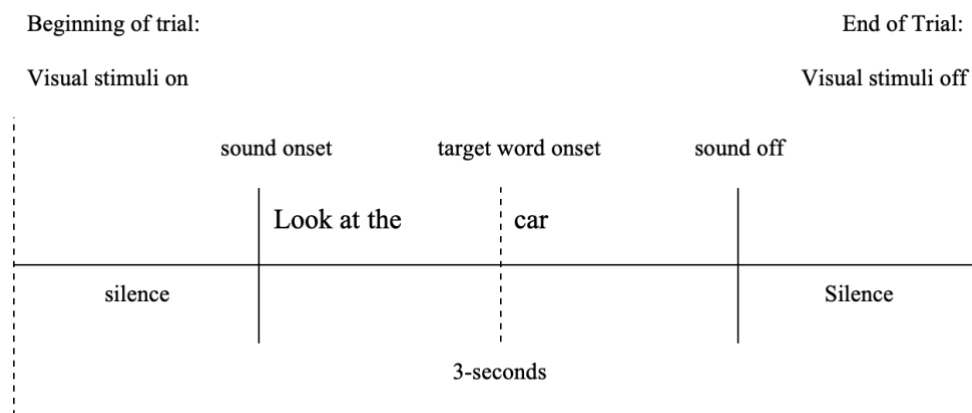 Beginning of trial:
End of Trial:
Visual stimuli on
Visual stimuli off
sound onset
target word onset
sound off
Look at the
car
silence
Silence
3-seconds